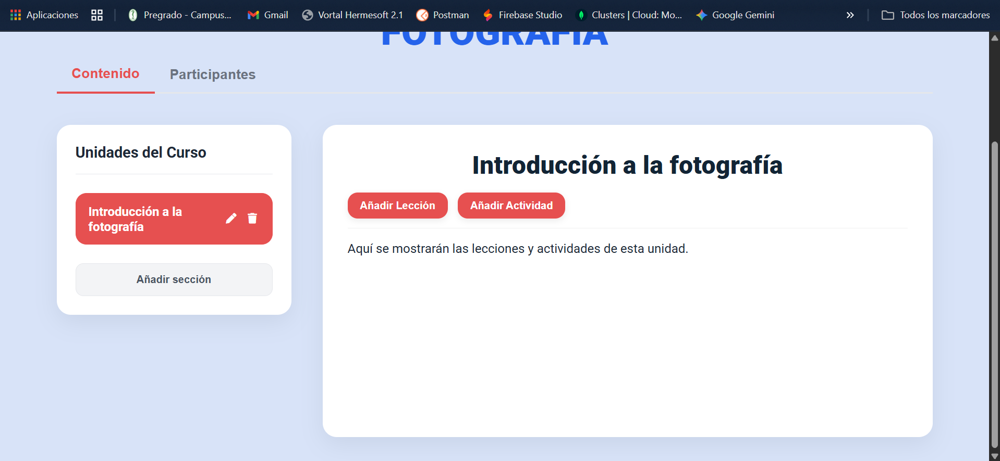 Aplicaciones
Pregrado - Campus...
Gmail
Vortal Hermesoft 2.1
Postman
Firebase Studio
Clusters | Cloud: Mo...
Google Gemini
Todos los marcadores
FOTOGRAFÍA
Contenido
Participantes
Unidades del Curso
Introducción a la
fotografía
Añadir sección
Introducción a la fotografía
Añadir Lección
Añadir Actividad
Aquí se mostrarán las lecciones y actividades de esta unidad.